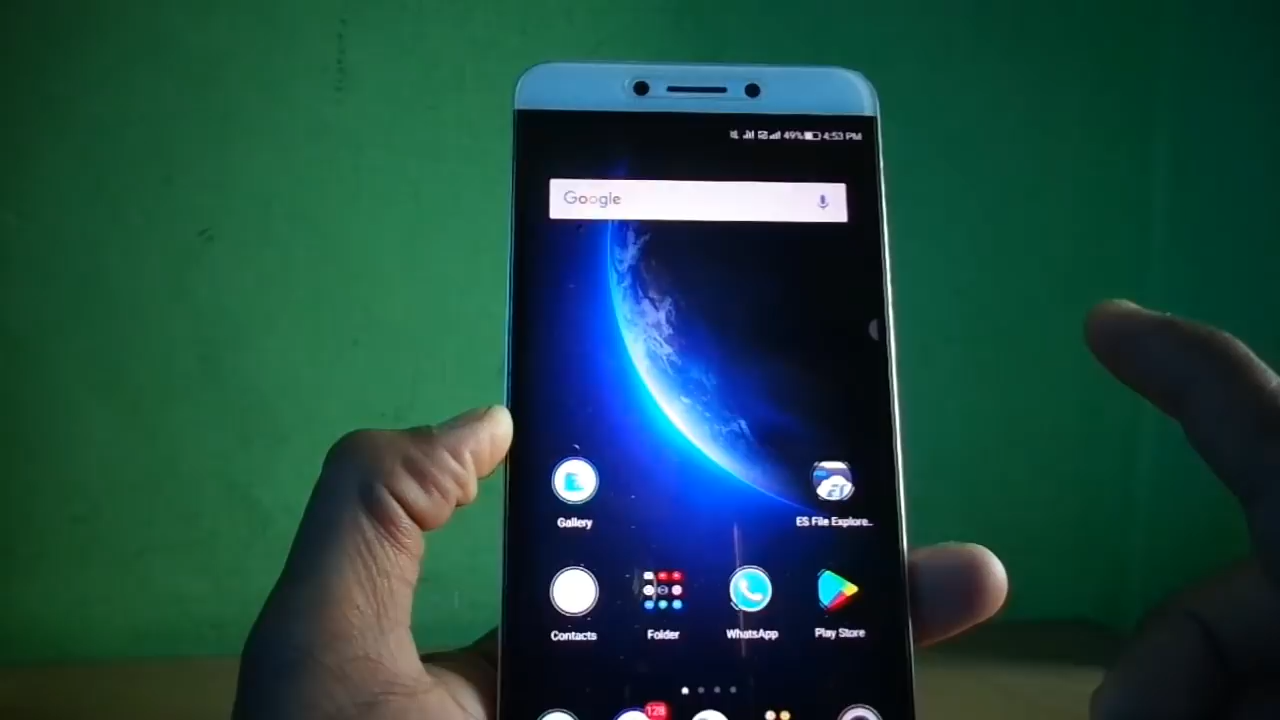 49% 4:53 PM
Google
Gallery
ES File Explore..
Contacts
Folder
WhatsApp
Play Store
128